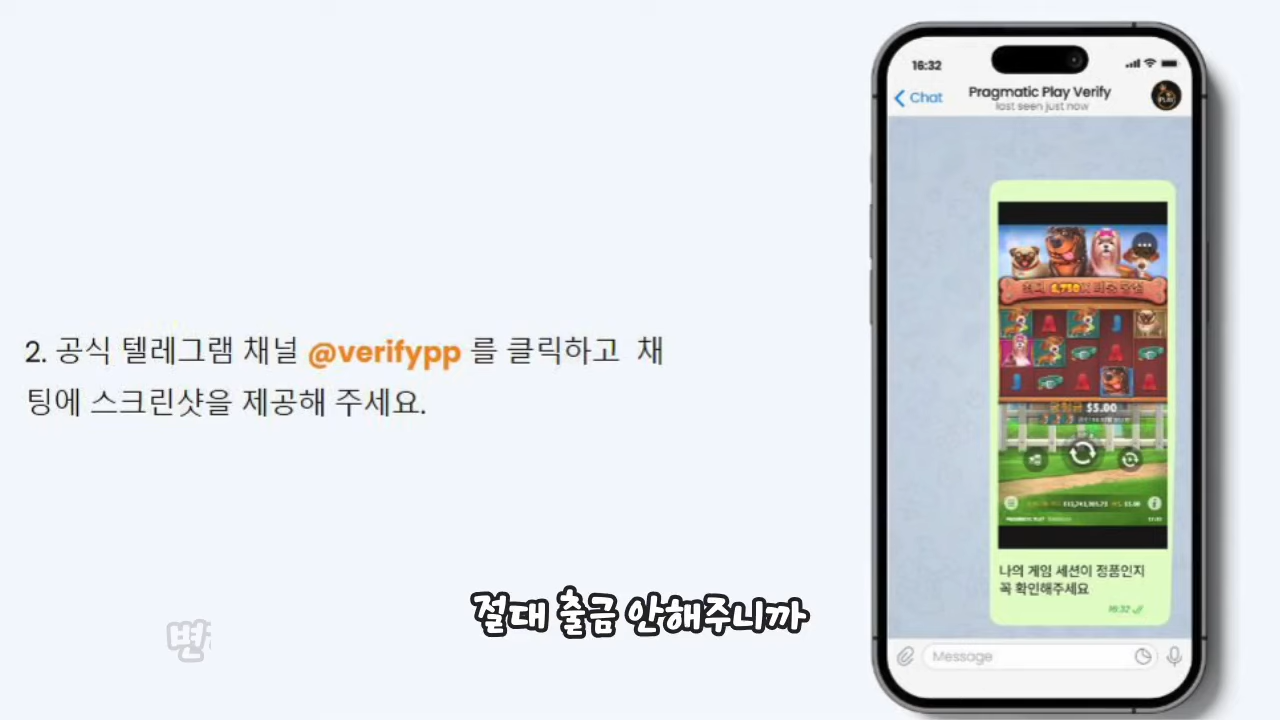 16:32
Chat
Pragmatic Play Verify
last seen just now
2. 공식 텔레그램 채널 @verifypp 를 클릭하고 채
팅에 스크린샷을 제공해 주세요.
$5.00
나의 게임 세션이 정품인지
꼭 확인해주세요
16:32
절대 출금 안해주니까
변
Message